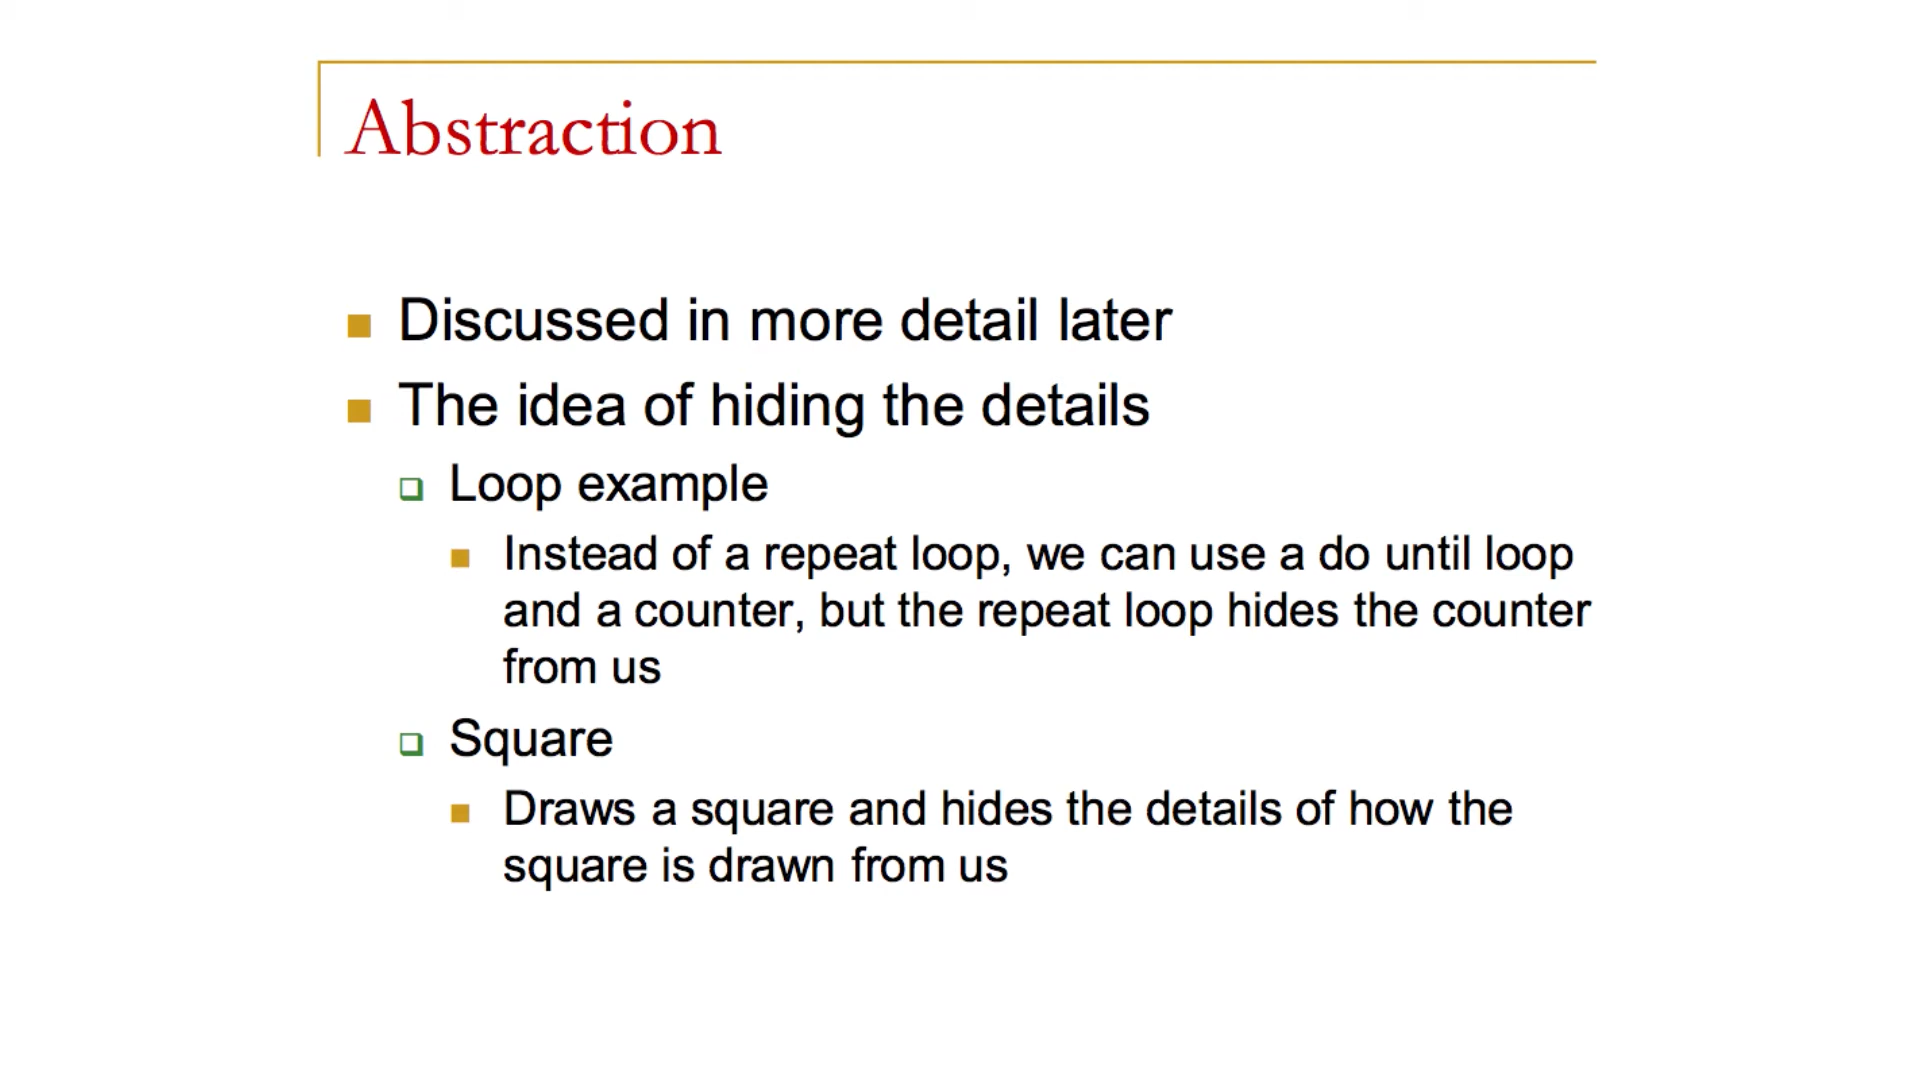 Abstraction
Discussed in more detail later
The idea of hiding the details
Loop example
Instead of a repeat loop, we can use a do until loop
and a counter, but the repeat loop hides the counter
from us
Square
Draws a square and hides the details of how the
square is drawn from us